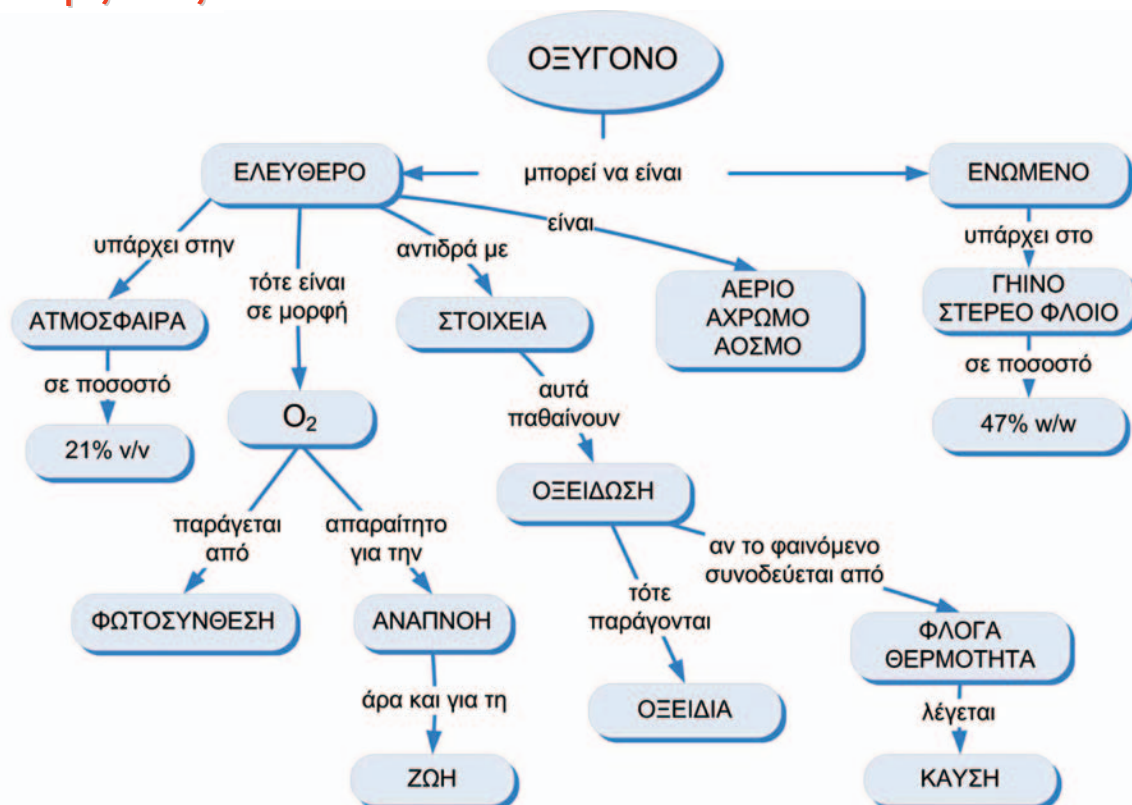 ΟΞΥΓΟΝΟ
μπορεί να είναι
ΕΛΕΥΘΕΡΟ
ΕΝΩΜΕΝΟ
υπάρχει στην
τότε είναι
σε μορφή
αντιδρά με
είναι
υπάρχει στο
ΑΤΜΟΣΦΑΙΡΑ
ΣΤΟΙΧΕΙΑ
ΑΕΡΙΟ
ΑΧΡΩΜΟ
ΑΟΣΜΟ
ΓΗΙΝΟ
ΣΤΕΡΕΟ ΦΛΟΙΟ
σε ποσοστό
O₂
αυτά
παθαίνουν
σε ποσοστό
21% v/v
47% w/w
ΟΞΕΙΔΩΣΗ
παράγεται
από
απαραίτητο
για την
τότε
παράγονται
αν το φαινόμενο
συνοδεύεται από
ΦΩΤΟΣΥΝΘΕΣΗ
ΑΝΑΠΝΟΗ
ΦΛΟΓΑ
ΘΕΡΜΟΤΗΤΑ
άρα και για τη
ΟΞΕΙΔΙΑ
λέγεται
ΖΩΗ
ΚΑΥΣΗ